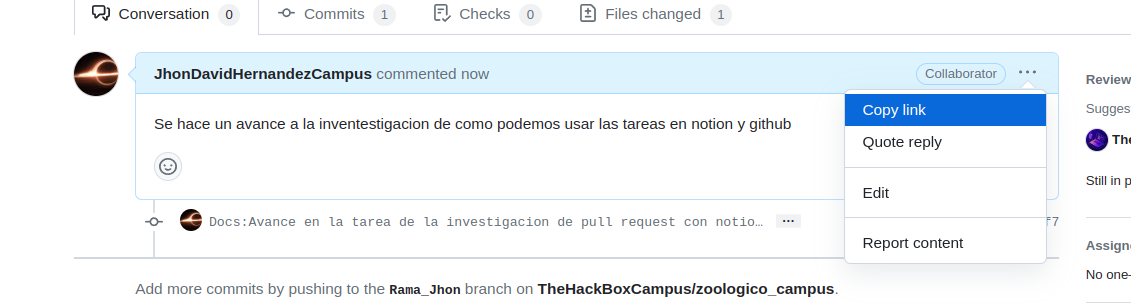 Conversation 0 Commits 1 Checks 0 Files changed 1
JhonDavidHernandezCampus commented now Collaborator ...
Se hace un avance a la inventestigacion de como podemos usar las tareas en notion y github
Copy link
Quote reply
Edit
Report content
Docs:Avance en la tarea de la investigacion de pull request con notio… ... f7
Add more commits by pushing to the Rama_Jhon branch on TheHackBoxCampus/zoologico_campus.
Review
Sugges
The
Still in p
Assign
No one-